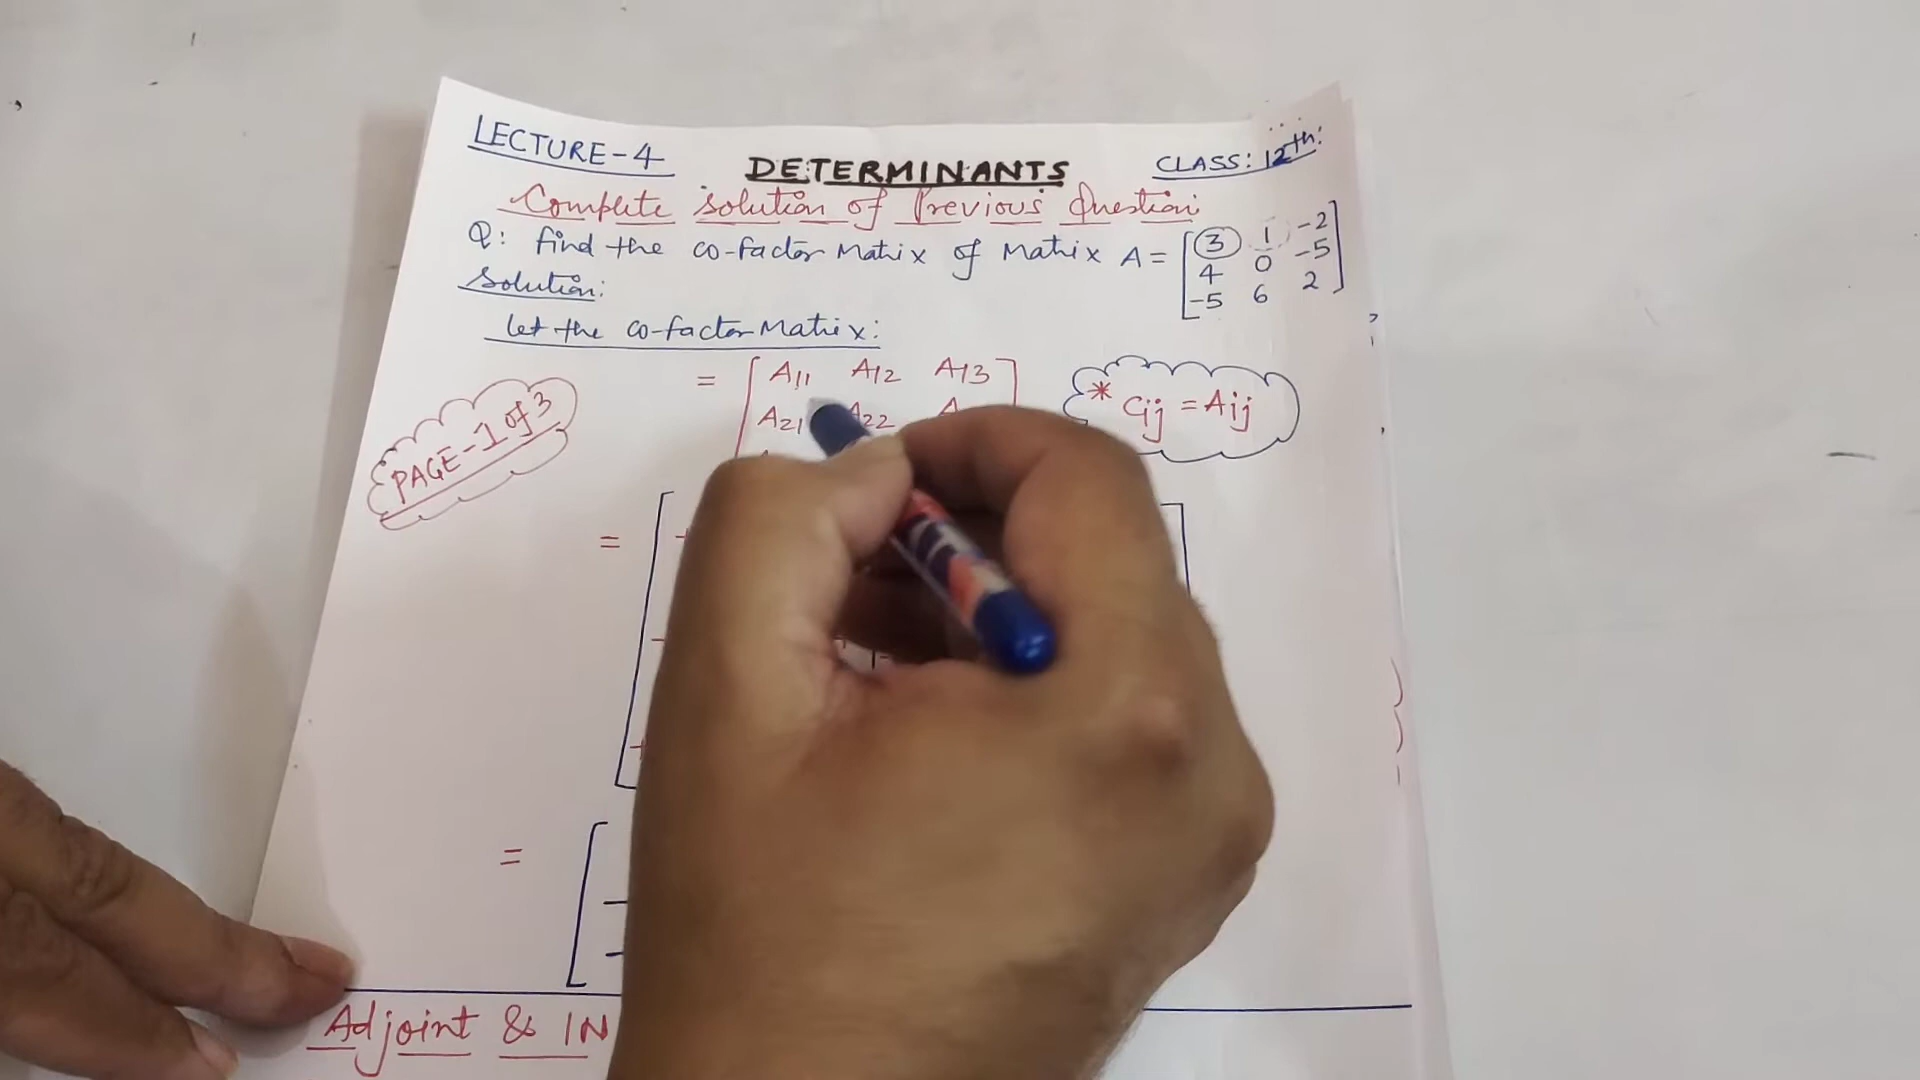 LECTURE-4
DETERMINANTS
CLASS: 12th:
Complete solution of Previous Question
Q: find the co-factor Matrix of Matrix A = [3 1 -2
4 0 -5
-5 6 2]
Solution:
let the co-factor Matrix:
= [A11 A12 A13]
A21 A22
* Cij = Aij
PAGE-1 of 3
=
=
Adjoint & IN